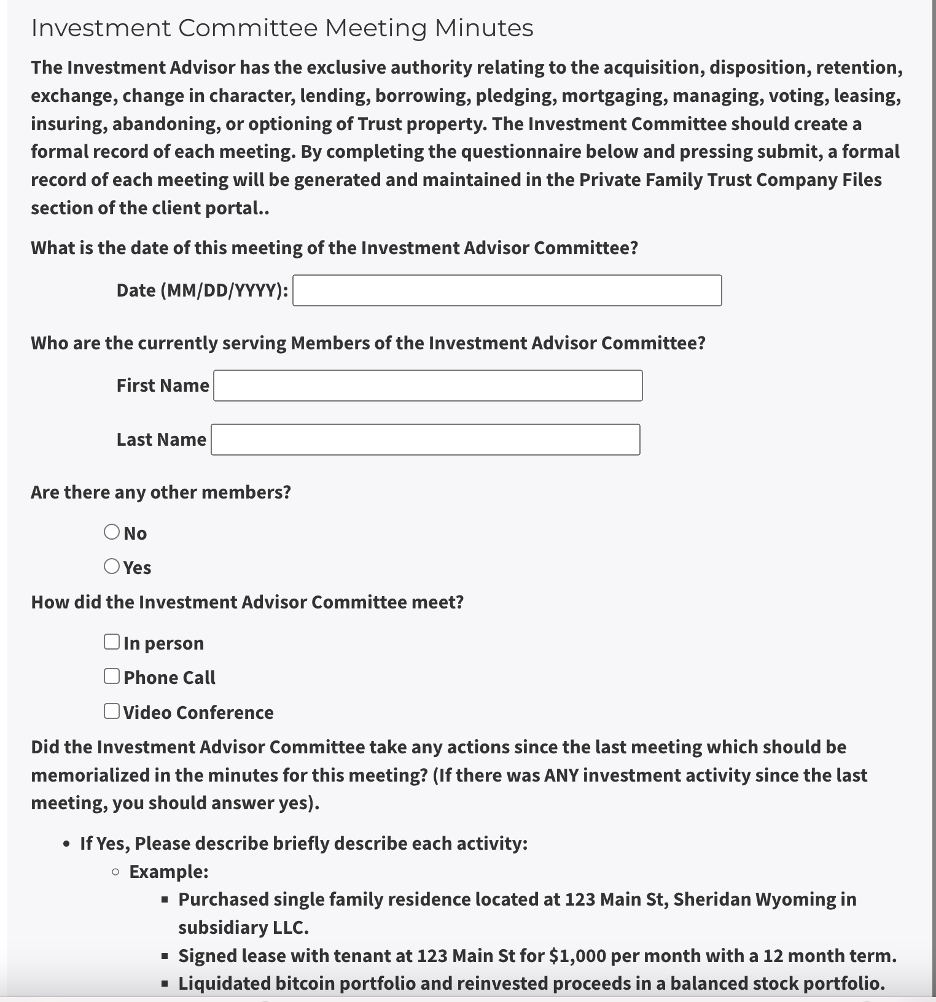 Investment Committee Meeting Minutes
The Investment Advisor has the exclusive authority relating to the acquisition, disposition, retention,
exchange, change in character, lending, borrowing, pledging, mortgaging, managing, voting, leasing,
insuring, abandoning, or optioning of Trust property. The Investment Committee should create a
formal record of each meeting. By completing the questionnaire below and pressing submit, a formal
record of each meeting will be generated and maintained in the Private Family Trust Company Files
section of the client portal..
What is the date of this meeting of the Investment Advisor Committee?
Date (MM/DD/YYYY):
Who are the currently serving Members of the Investment Advisor Committee?
First Name
Last Name
Are there any other members?
No
Yes
How did the Investment Advisor Committee meet?
In person
Phone Call
Video Conference
Did the Investment Advisor Committee take any actions since the last meeting which should be
memorialized in the minutes for this meeting? (If there was ANY investment activity since the last
meeting, you should answer yes).
• If Yes, Please describe briefly describe each activity:
◦ Example:
▪ Purchased single family residence located at 123 Main St, Sheridan Wyoming in
subsidiary LLC.
▪ Signed lease with tenant at 123 Main St for $1,000 per month with a 12 month term.
▪ Liquidated bitcoin portfolio and reinvested proceeds in a balanced stock portfolio.